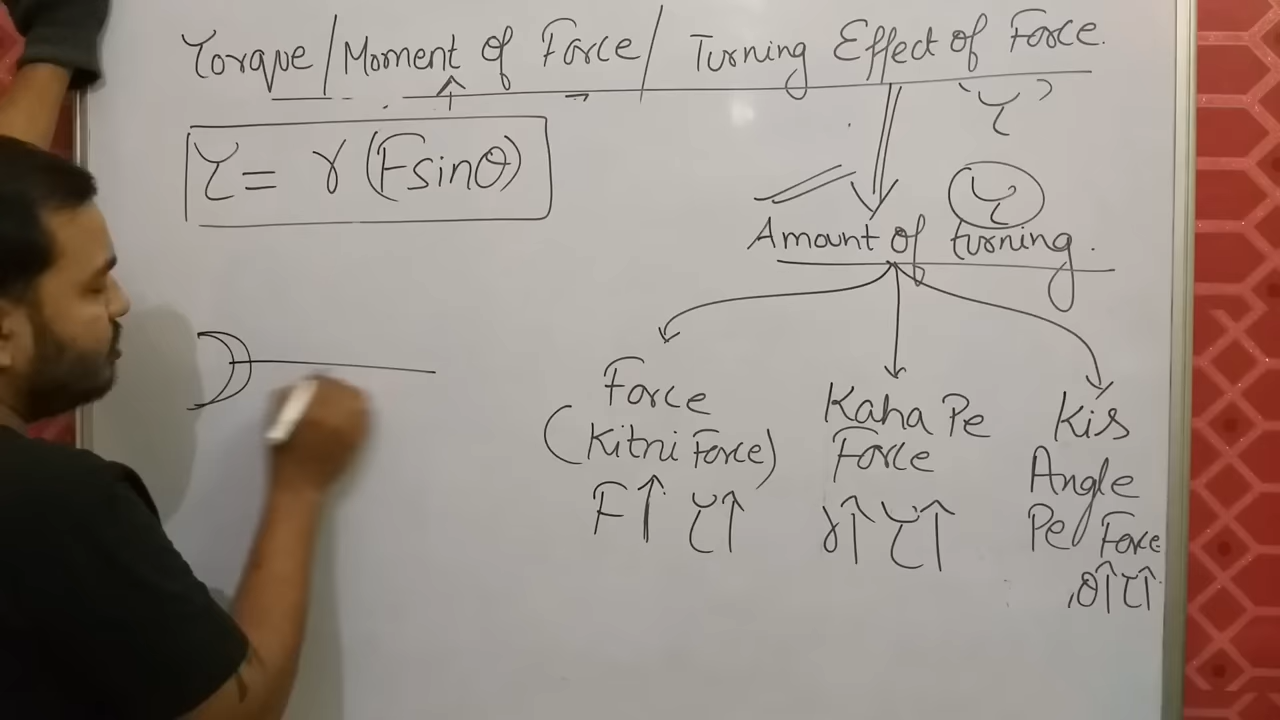 Torque/Moment of Force/ Turning Effect of Force.
'τ'
τ = r (Fsinθ)
τ
Amount of turning.
Force
(Kitni Force)
F↑ τ↑
Kaha Pe
Force
r↑ τ↑
Kis
Angle
Pe Force
θ↑ τ↑